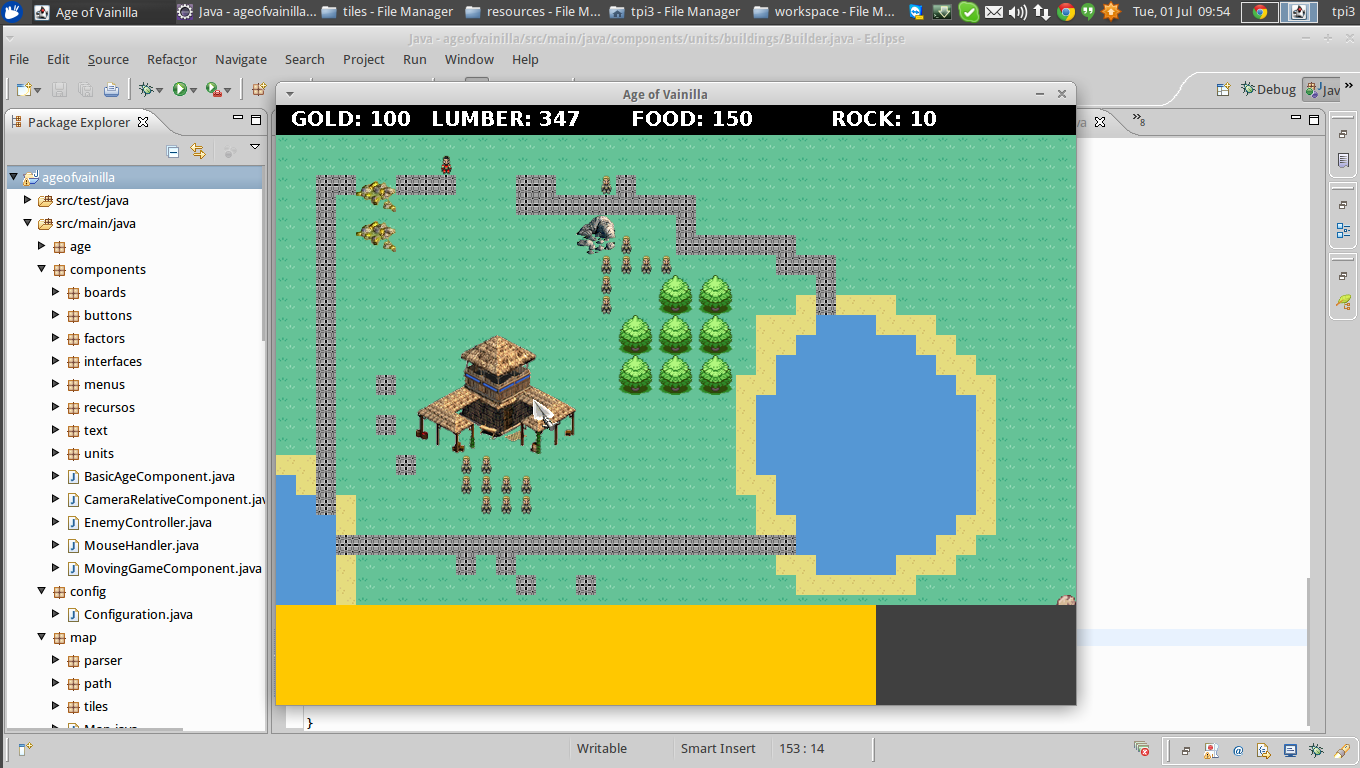 Age of Vainilla
Java - ageofvainilla...
tiles - File Manager
resources - File M...
tpi3 - File Manager
workspace - File M...
Tue, 01 Jul 09:54
tpi3
Java - ageofvainilla/src/main/java/components/units/buildings/Builder.java - Eclipse
File Edit Source Refactor Navigate Search Project Run Window Help
Debug
Jav
Package Explorer
Age of Vainilla
8
GOLD: 100 LUMBER: 347 FOOD: 150 ROCK: 10
ageofvainilla
src/test/java
src/main/java
age
components
boards
buttons
factors
interfaces
menus
recursos
text
units
BasicAgeComponent.java
CameraRelativeComponent.jav
EnemyController.java
MouseHandler.java
MovingGameComponent.java
config
Configuration.java
map
parser
path
tiles
}
Writable
Smart Insert
153 : 14